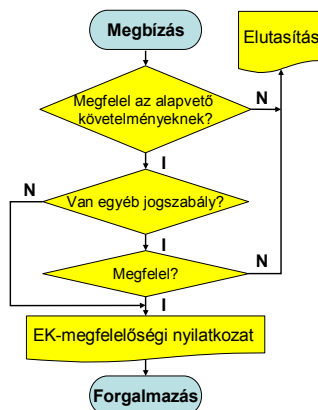 Megbízás
Elutasítás
Megfelel az alapvető
követelményeknek?
N
I
N
Van egyéb jogszabály?
I
Megfelel?
N
I
EK-megfelelőségi nyilatkozat
Forgalmazás